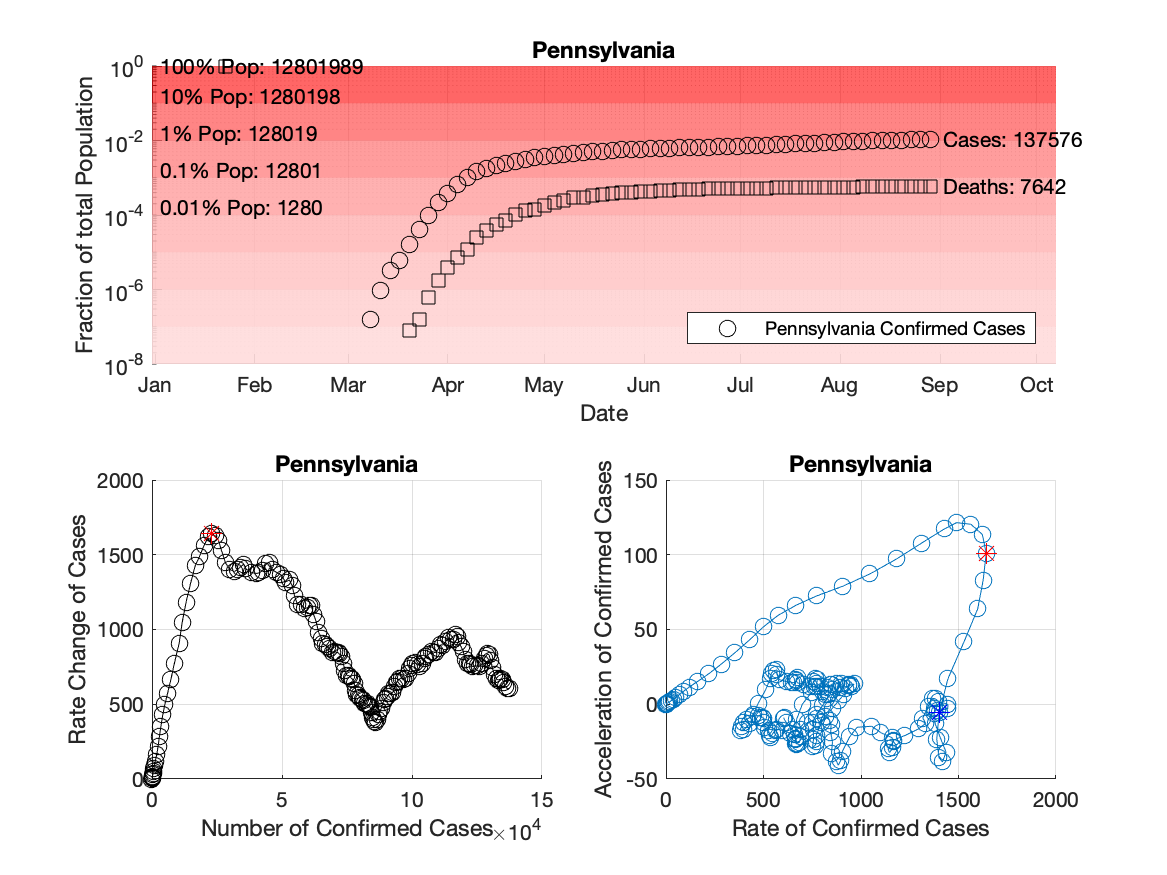 Pennsylvania
10^0
10^-2
10^-4
10^-6
10^-8
Fraction of total Population
100% Pop: 12801989
10% Pop: 1280198
1% Pop: 128019
0.1% Pop: 12801
0.01% Pop: 1280
Cases: 137576
Deaths: 7642
Pennsylvania Confirmed Cases
Jan Feb Mar Apr May Jun Jul Aug Sep Oct
Date
Pennsylvania
2000
1500
1000
500
0
Rate Change of Cases
0 5 10 15
Number of Confirmed Cases ×10^4
Pennsylvania
150
100
50
0
-50
Acceleration of Confirmed Cases
0 500 1000 1500 2000
Rate of Confirmed Cases